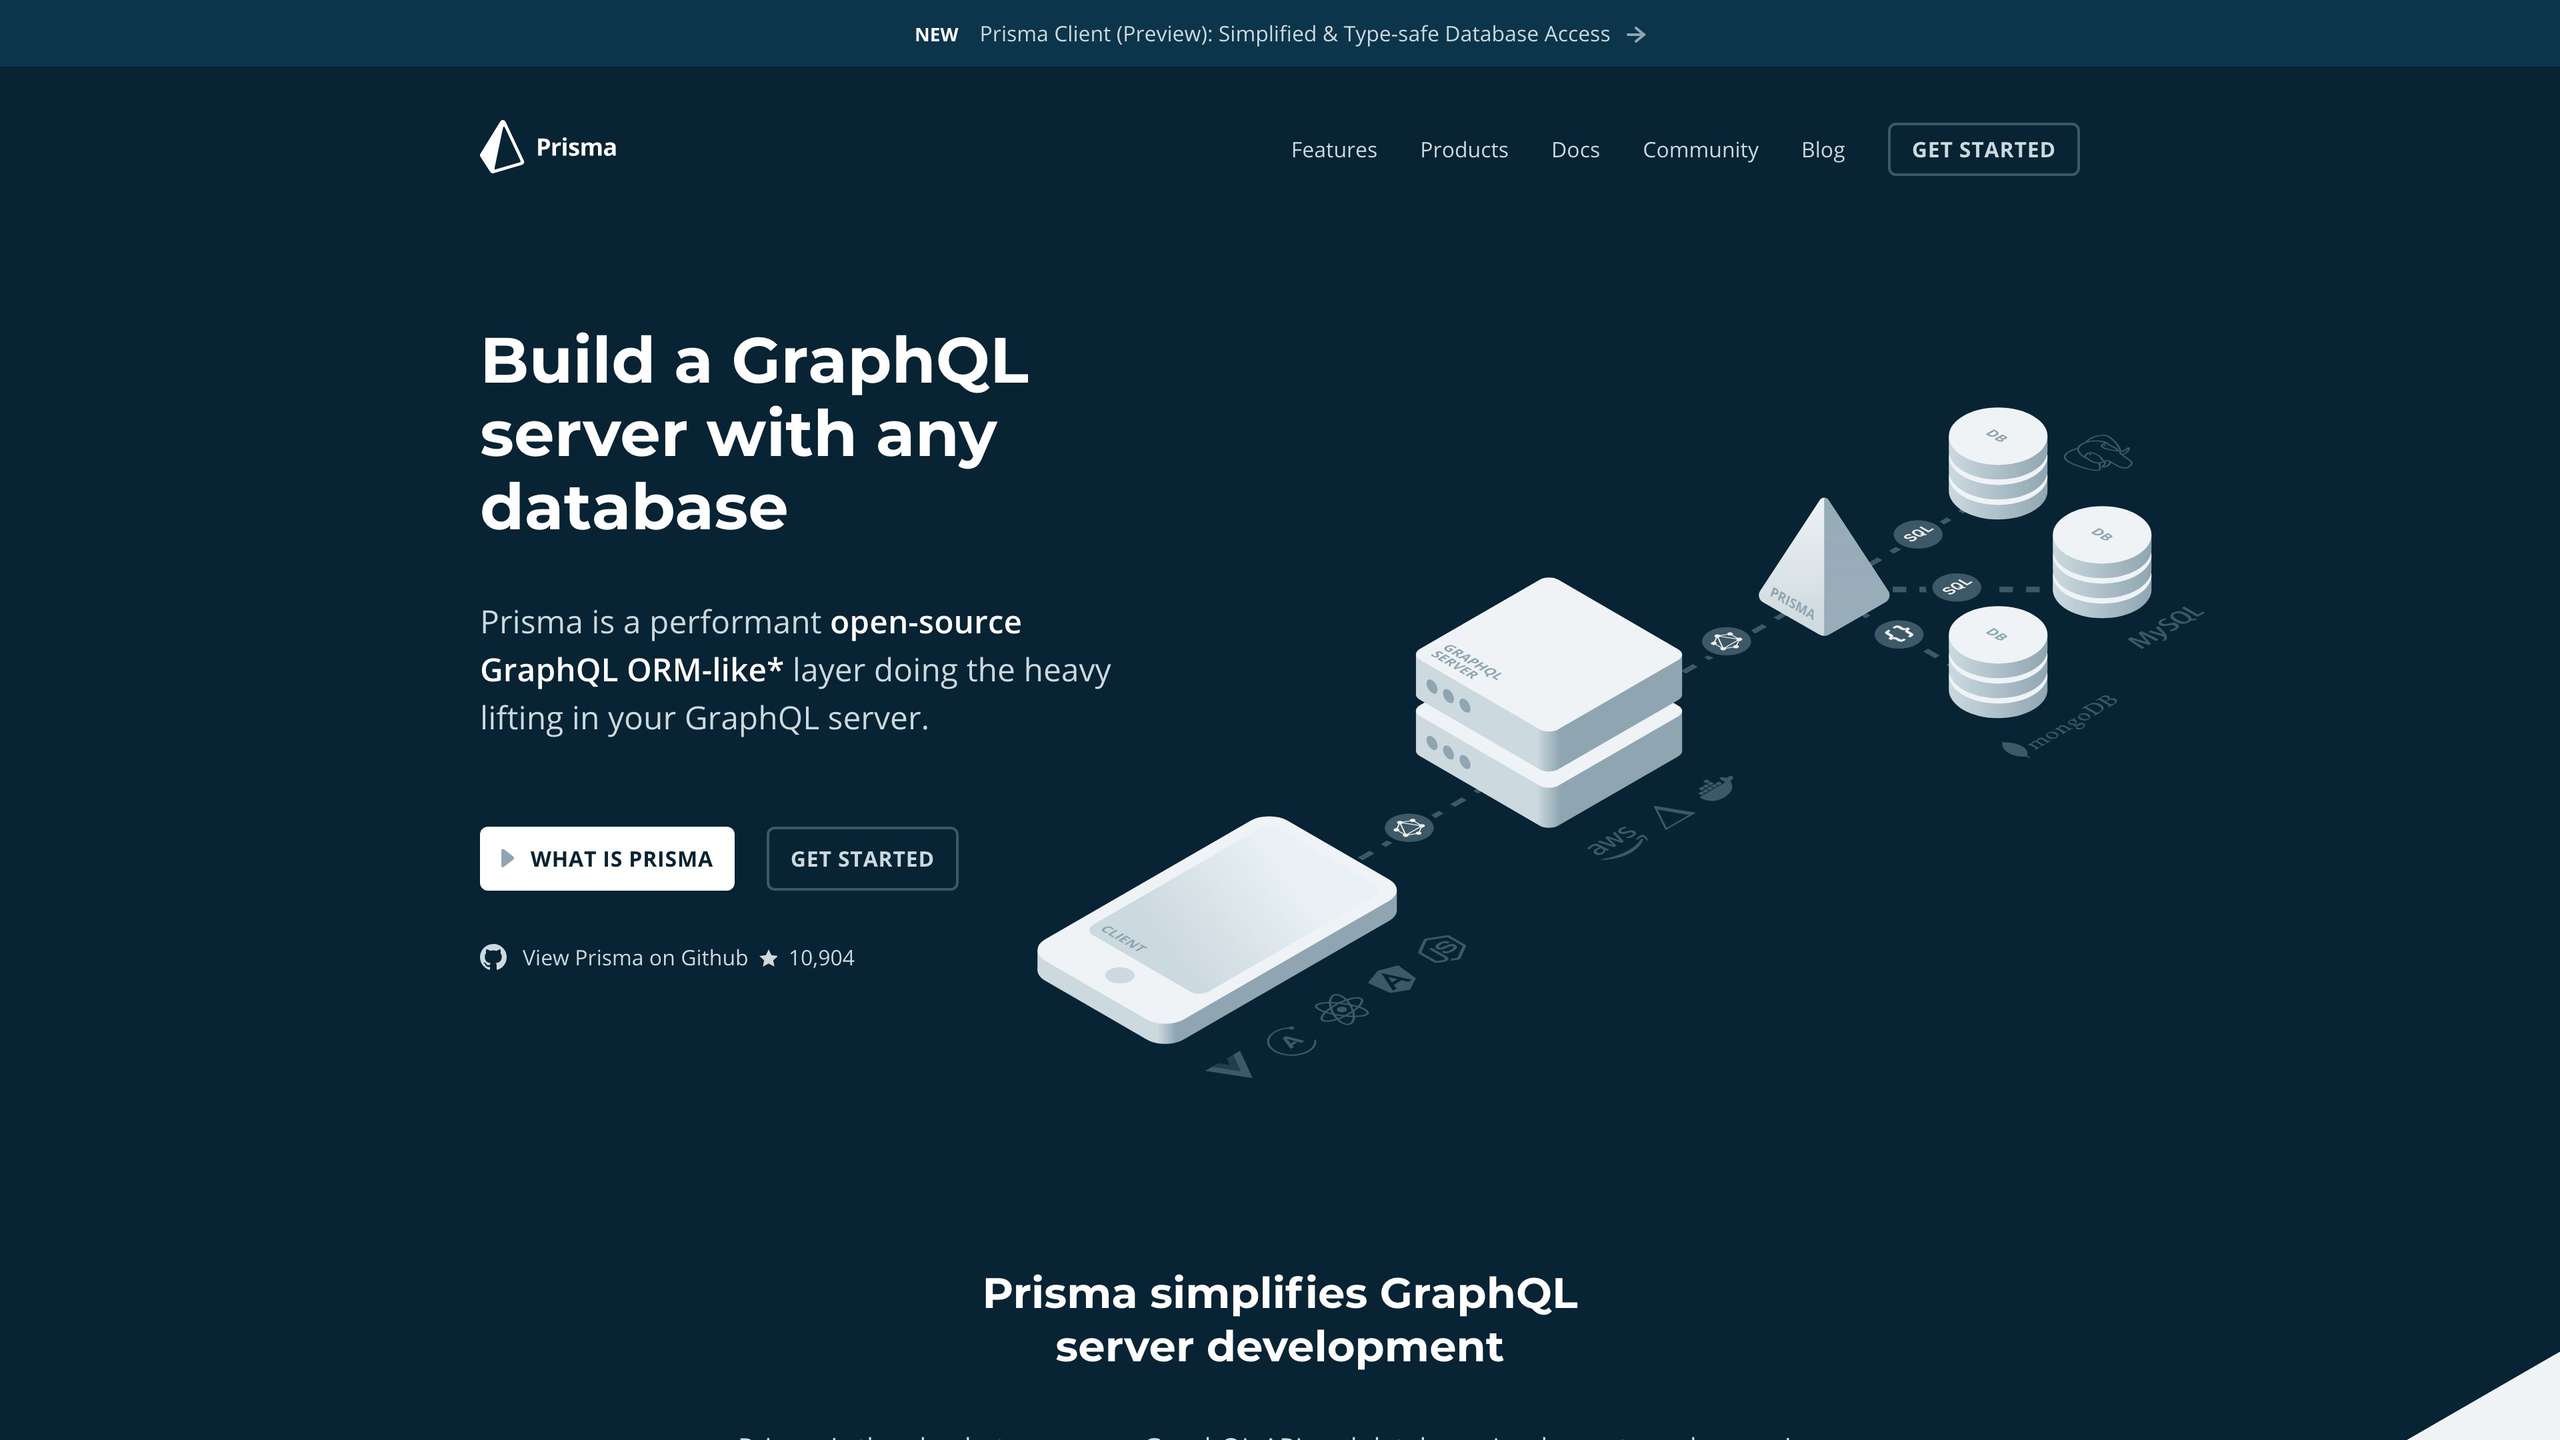 NEW Prisma Client (Preview): Simplified & Type-safe Database Access
Prisma
Features Products Docs Community Blog GET STARTED
Build a GraphQL
server with any
database
Prisma is a performant open-source
GraphQL ORM-like* layer doing the heavy
lifting in your GraphQL server.
WHAT IS PRISMA GET STARTED
View Prisma on Github 10,904
DB
DB
DB
SQL
SQL
PRISMA
MySQL
mongoDB
GRAPHQL
SERVER
aws
CLIENT
A
A
JS
Prisma simplifies GraphQL
server development